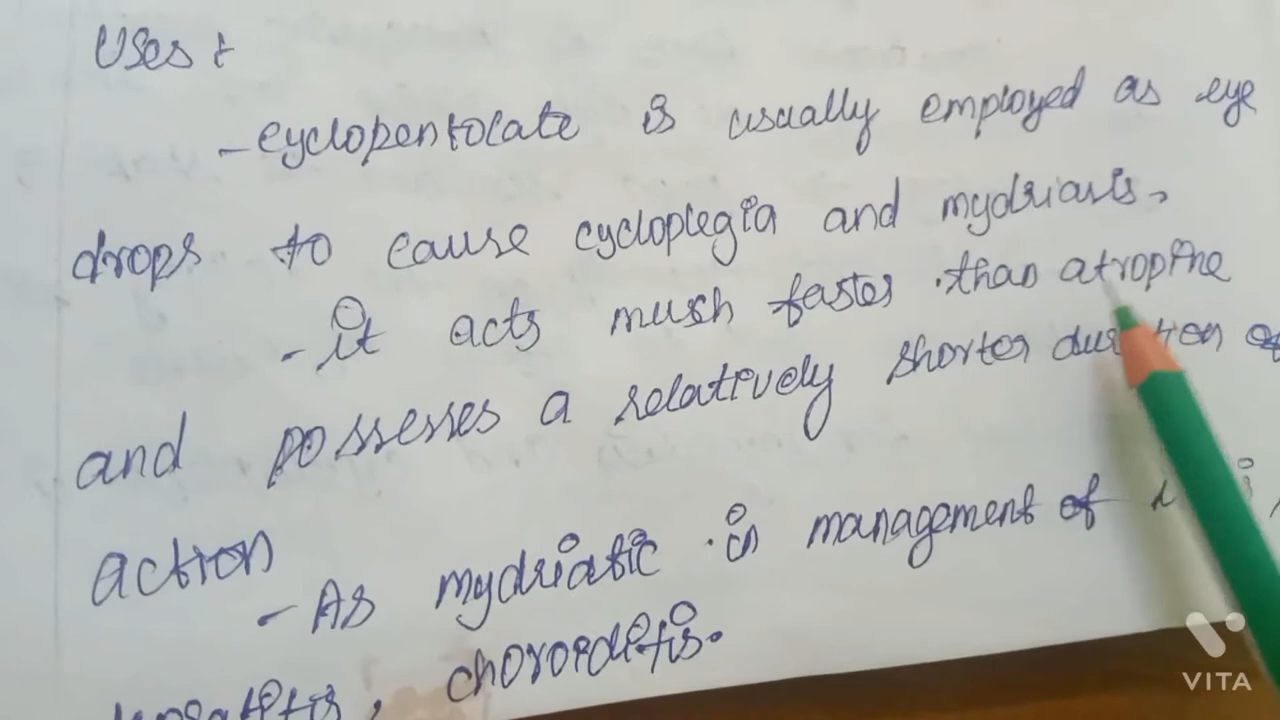 Uses :
- cyclopentolate is usually employed as eye
drops to cause cycloplegia and mydriasis.
- it acts much faster than atropine
and possesses a relatively shorter duration of
action
- As mydriatic in management of
choroiditis.
VITA